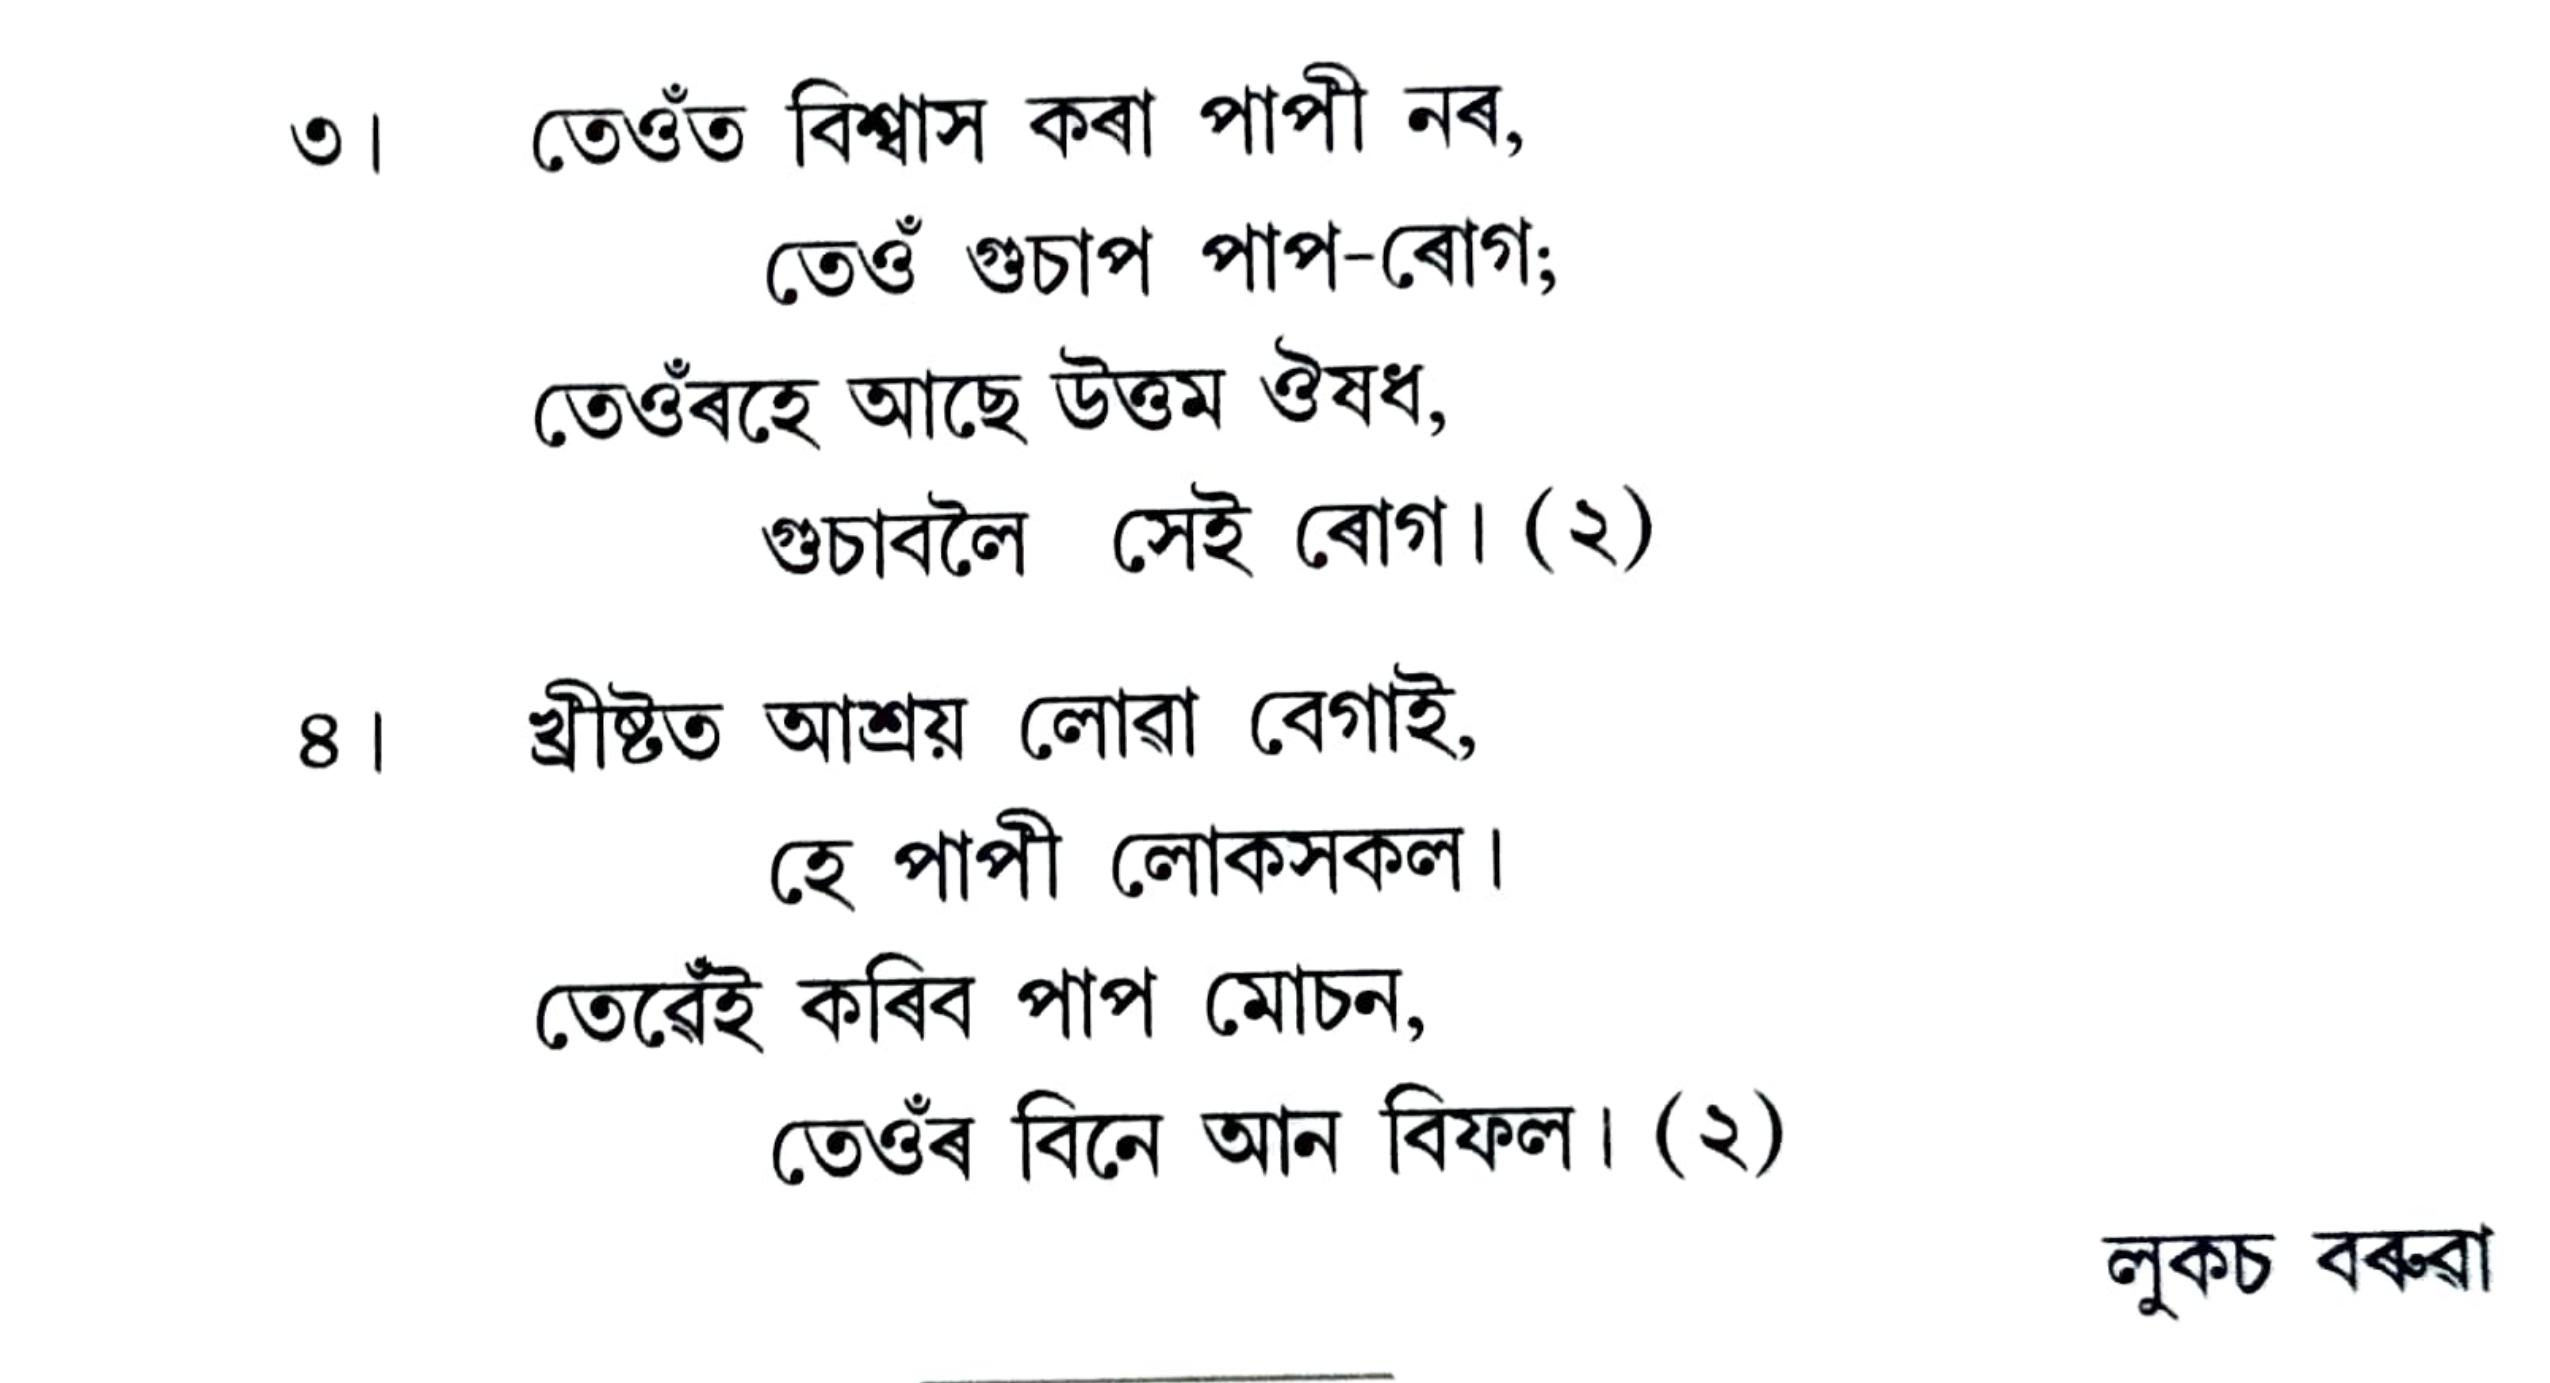 ৩। তেওঁত বিশ্বাস কৰা পাপী নৰ,
তেওঁ গুচাপ পাপ-ৰোগ;
তেওঁৰহে আছে উত্তম ঔষধ,
গুচাবলৈ সেই ৰোগ। (২)
৪। খ্ৰীষ্টত আশ্ৰয় লোৱা বেগাই,
হে পাপী লোকসকল।
তেৱেঁই কৰিব পাপ মোচন,
তেওঁৰ বিনে আন বিফল। (২)
লুকচ বৰুৱা